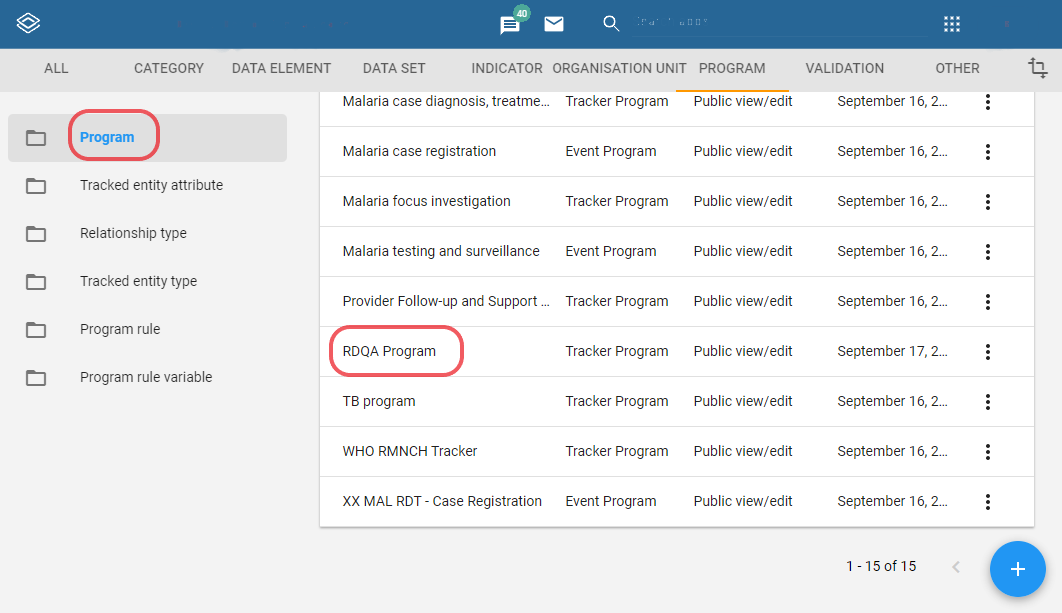 40
ALL CATEGORY DATA ELEMENT DATA SET INDICATOR ORGANISATION UNIT PROGRAM VALIDATION OTHER
Program
Tracked entity attribute
Relationship type
Tracked entity type
Program rule
Program rule variable
Malaria case diagnosis, treatme... Tracker Program Public view/edit September 16, 2...
Malaria case registration Event Program Public view/edit September 16, 2...
Malaria focus investigation Tracker Program Public view/edit September 16, 2...
Malaria testing and surveillance Event Program Public view/edit September 16, 2...
Provider Follow-up and Support ... Tracker Program Public view/edit September 16, 2...
RDQA Program Tracker Program Public view/edit September 17, 2...
TB program Tracker Program Public view/edit September 16, 2...
WHO RMNCH Tracker Tracker Program Public view/edit September 16, 2...
XX MAL RDT - Case Registration Event Program Public view/edit September 16, 2...
1 - 15 of 15